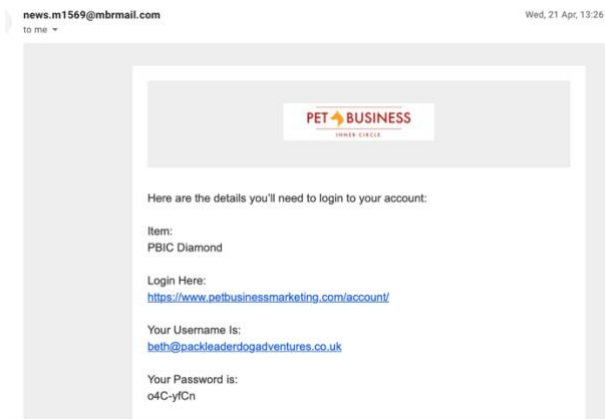 news.m1569@mbrmail.com
Wed, 21 Apr, 13:26
to me
PET BUSINESS
INNER CIRCLE
Here are the details you'll need to login to your account:
Item:
PBIC Diamond
Login Here:
https://www.petbusinessmarketing.com/account/
Your Username Is:
beth@packleaderdogadventures.co.uk
Your Password is:
o4C-yfCn